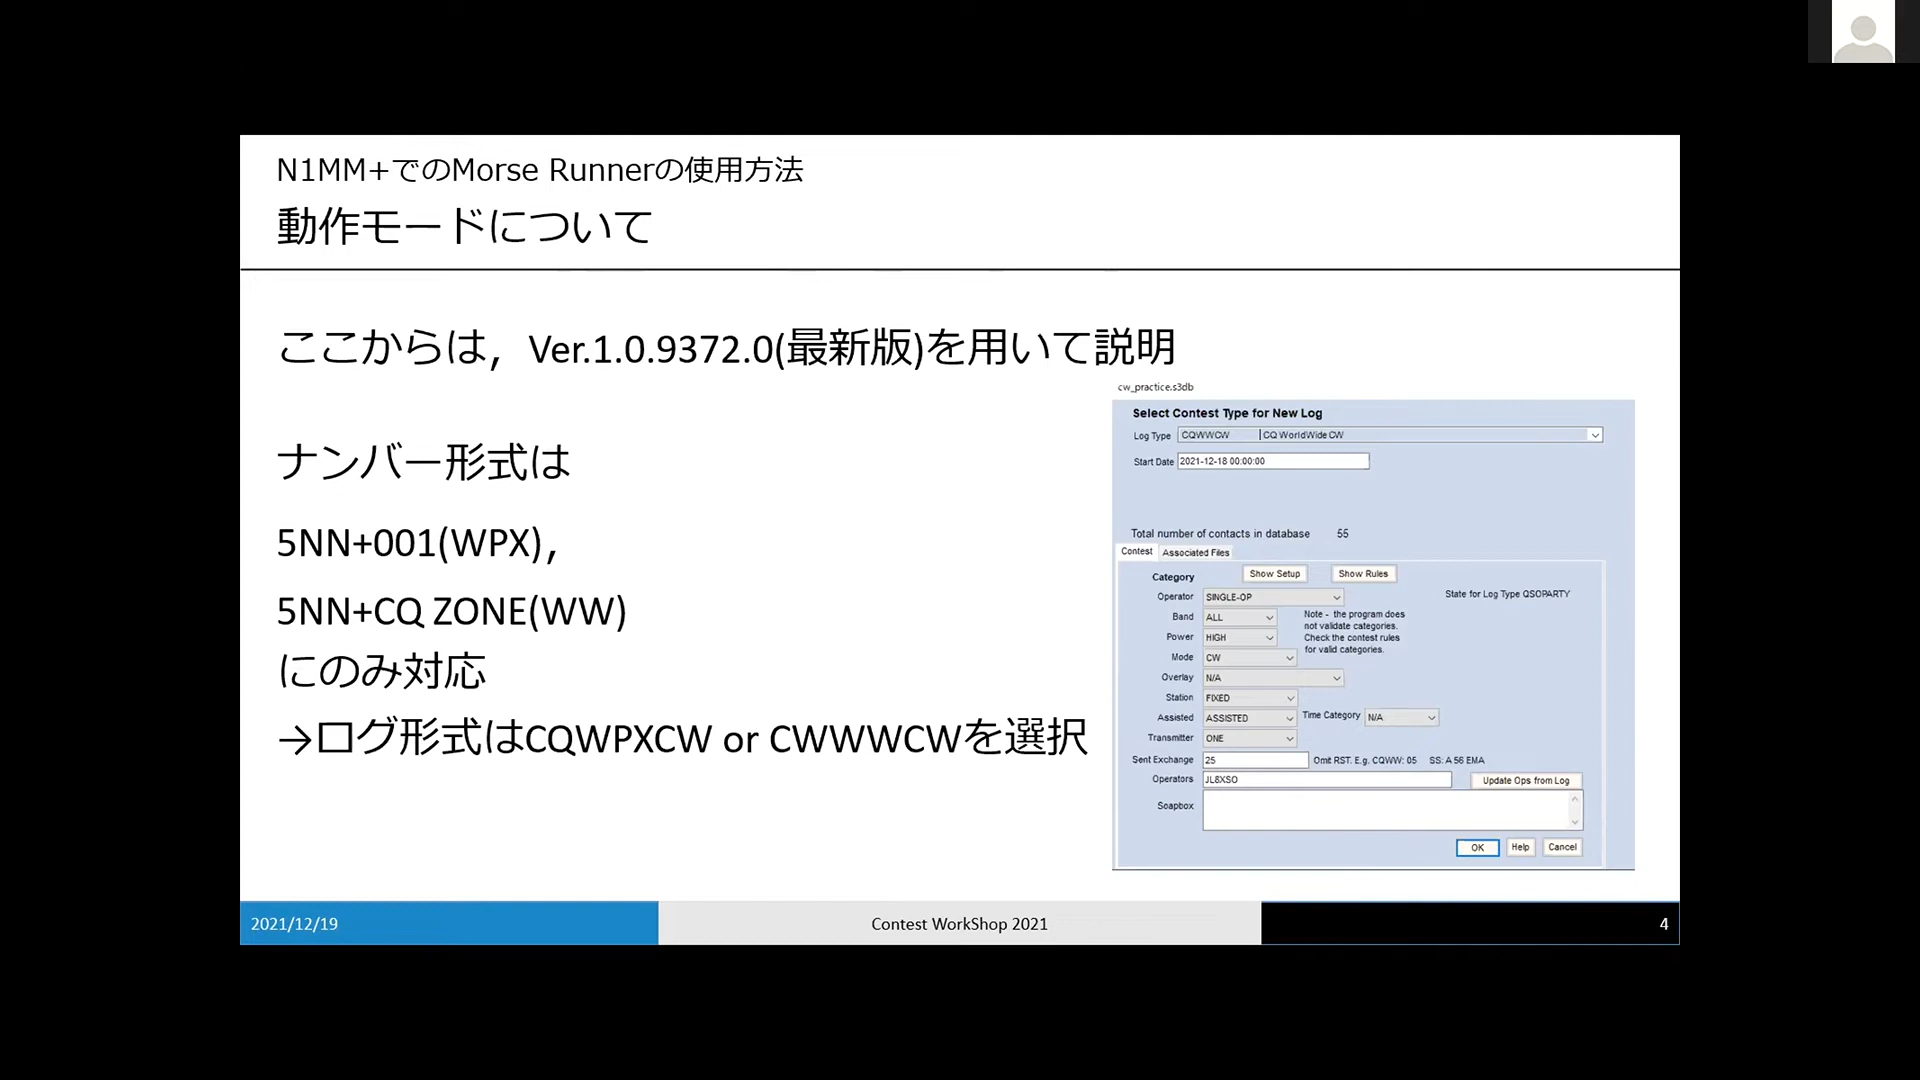 N1MM+でのMorse Runnerの使用方法
動作モードについて
ここからは，Ver.1.0.9372.0(最新版)を用いて説明
ナンバー形式は
5NN+001(WPX)，
5NN+CQ ZONE(WW)
にのみ対応
→ログ形式はCQWPXCW or CWWWCWを選択
cw_practice.s3db
Select Contest Type for New Log
Log Type CQWWCW CQ WorldWide CW
Start Date 2021-12-18 00:00:00
Total number of contacts in database 55
Contest Associated Files
Category Show Setup Show Rules
Operator SINGLE-OP State for Log Type QSOPARTY
Band ALL
Power HIGH
Note - the program does
not validate categories.
Check the contest rules
for valid categories.
Mode CW
Overlay N/A
Station FIXED
Assisted ASSISTED Time Category N/A
Transmitter ONE
Sent Exchange 25 Omit RST. E.g. CQWW: 05 SS: A 56 EMA
Operators JL8XSO Update Ops from Log
Soapbox
OK Help Cancel
2021/12/19 Contest WorkShop 2021 4